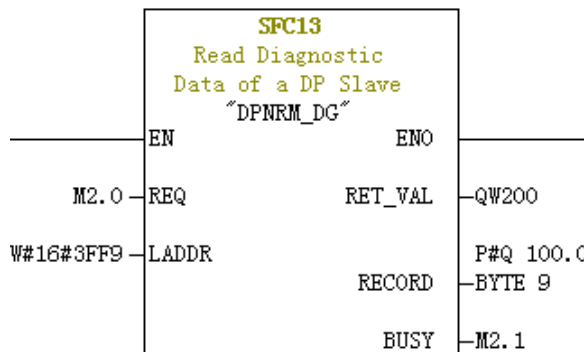 SFC13
Read Diagnostic
Data of a DP Slave
"DPNRM_DG"
EN ENO
M2.0 REQ RET_VAL QW200
W#16#3FF9 LADDR P#Q 100.0
RECORD BYTE 9
BUSY M2.1